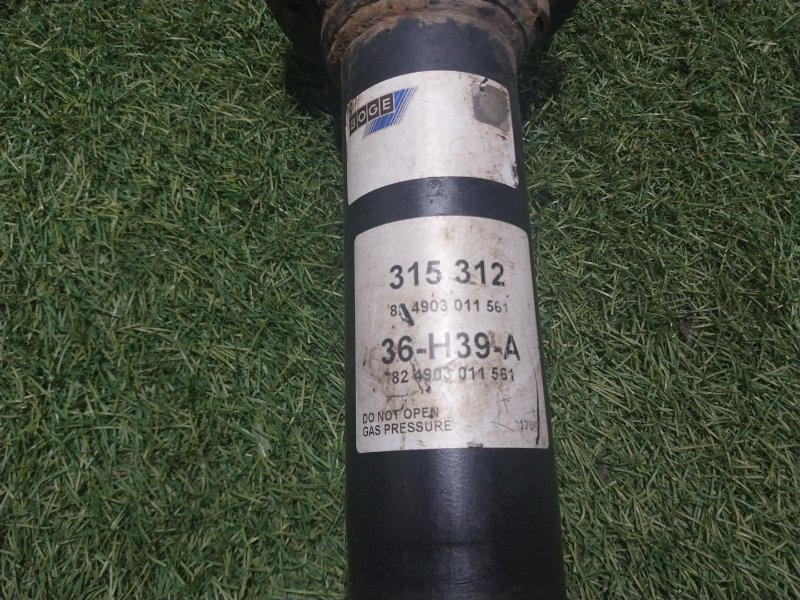 BOGE
315 312
82 4903 011 561
36-H39-A
82 4903 011 561
DO NOT OPEN
GAS PRESSURE